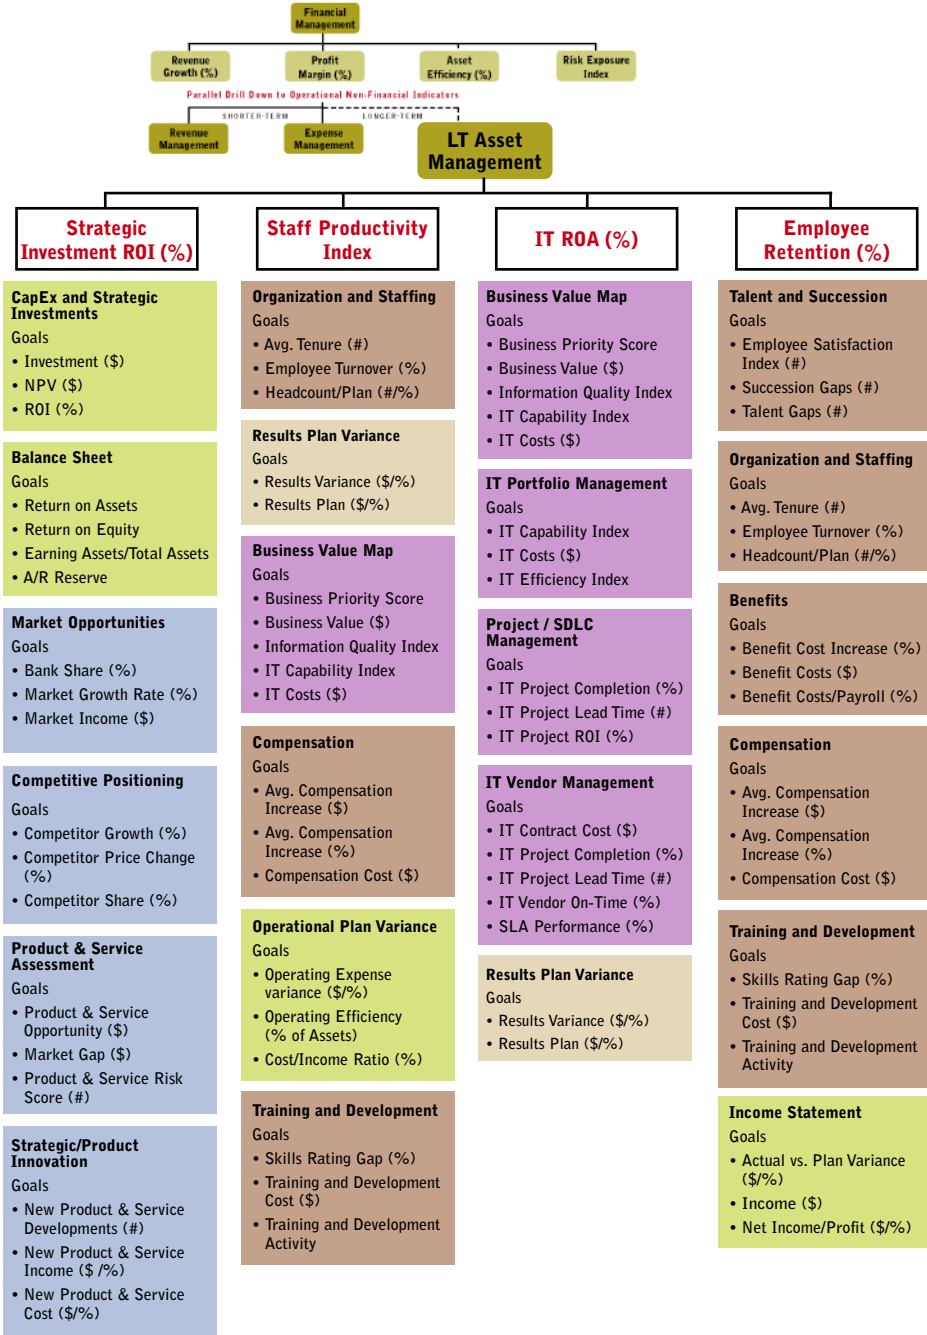 Financial
Management
Revenue
Growth (%)
Profit
Margin (%)
Asset
Efficiency (%)
Risk Exposure
Index
Parallel Drill Down to Operational Non-Financial Indicators
SHORTER-TERM
LONGER-TERM
Revenue
Management
Expense
Management
LT Asset
Management
Strategic
Investment ROI (%)
CapEx and Strategic
Investments
Goals
• Investment ($)
• NPV ($)
• ROI (%)
Balance Sheet
Goals
• Return on Assets
• Return on Equity
• Earning Assets/Total Assets
• A/R Reserve
Market Opportunities
Goals
• Bank Share (%)
• Market Growth Rate (%)
• Market Income ($)
Competitive Positioning
Goals
• Competitor Growth (%)
• Competitor Price Change
(%)
• Competitor Share (%)
Product & Service
Assessment
Goals
• Product & Service
Opportunity ($)
• Market Gap ($)
• Product & Service Risk
Score (#)
Strategic/Product
Innovation
Goals
• New Product & Service
Developments (#)
• New Product & Service
Income ($ /%)
• New Product & Service
Cost ($/%)
Staff Productivity
Index
Organization and Staffing
Goals
• Avg. Tenure (#)
• Employee Turnover (%)
• Headcount/Plan (#/%)
Results Plan Variance
Goals
• Results Variance ($/%)
• Results Plan ($/%)
Business Value Map
Goals
• Business Priority Score
• Business Value ($)
• Information Quality Index
• IT Capability Index
• IT Costs ($)
Compensation
Goals
• Avg. Compensation
Increase ($)
• Avg. Compensation
Increase (%)
• Compensation Cost ($)
Operational Plan Variance
Goals
• Operating Expense
variance ($/%)
• Operating Efficiency
(% of Assets)
• Cost/Income Ratio (%)
Training and Development
Goals
• Skills Rating Gap (%)
• Training and Development
Cost ($)
• Training and Development
Activity
IT ROA (%)
Business Value Map
Goals
• Business Priority Score
• Business Value ($)
• Information Quality Index
• IT Capability Index
• IT Costs ($)
IT Portfolio Management
Goals
• IT Capability Index
• IT Costs ($)
• IT Efficiency Index
Project / SDLC
Management
Goals
• IT Project Completion (%)
• IT Project Lead Time (#)
• IT Project ROI (%)
IT Vendor Management
Goals
• IT Contract Cost ($)
• IT Project Completion (%)
• IT Project Lead Time (#)
• IT Vendor On-Time (%)
• SLA Performance (%)
Results Plan Variance
Goals
• Results Variance ($/%)
• Results Plan ($/%)
Employee
Retention (%)
Talent and Succession
Goals
• Employee Satisfaction
Index (#)
• Succession Gaps (#)
• Talent Gaps (#)
Organization and Staffing
Goals
• Avg. Tenure (#)
• Employee Turnover (%)
• Headcount/Plan (#/%)
Benefits
Goals
• Benefit Cost Increase (%)
• Benefit Costs ($)
• Benefit Costs/Payroll (%)
Compensation
Goals
• Avg. Compensation
Increase ($)
• Avg. Compensation
Increase (%)
• Compensation Cost ($)
Training and Development
Goals
• Skills Rating Gap (%)
• Training and Development
Cost ($)
• Training and Development
Activity
Income Statement
Goals
• Actual vs. Plan Variance
($/%)
• Income ($)
• Net Income/Profit ($/%)